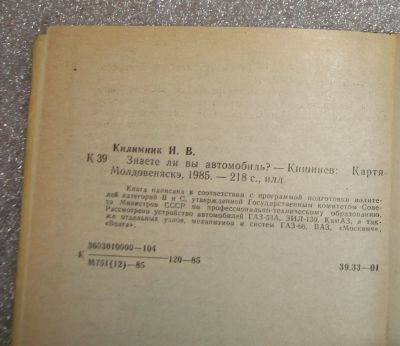 Килимник И. В.
К 39 Знаете ли вы автомобиль? — Кишинев: Картя
Молдовеняскэ, 1985. — 218 с., илл.
Книга написана в соответствии с программой подготовки водите-
лей категорий В и С, утвержденной Государственным комитетом Сове-
та Министров СССР по профессионально-техническому образованию.
Рассмотрено устройство автомобилей ГАЗ-53А, ЗИЛ-130, КамАЗ, а так-
же отдельных узлов, механизмов и систем ГАЗ-66, ВАЗ, «Москвич»,
«Волга».
3603010000—104
К 120—85
М751(12)—85
39.33—01